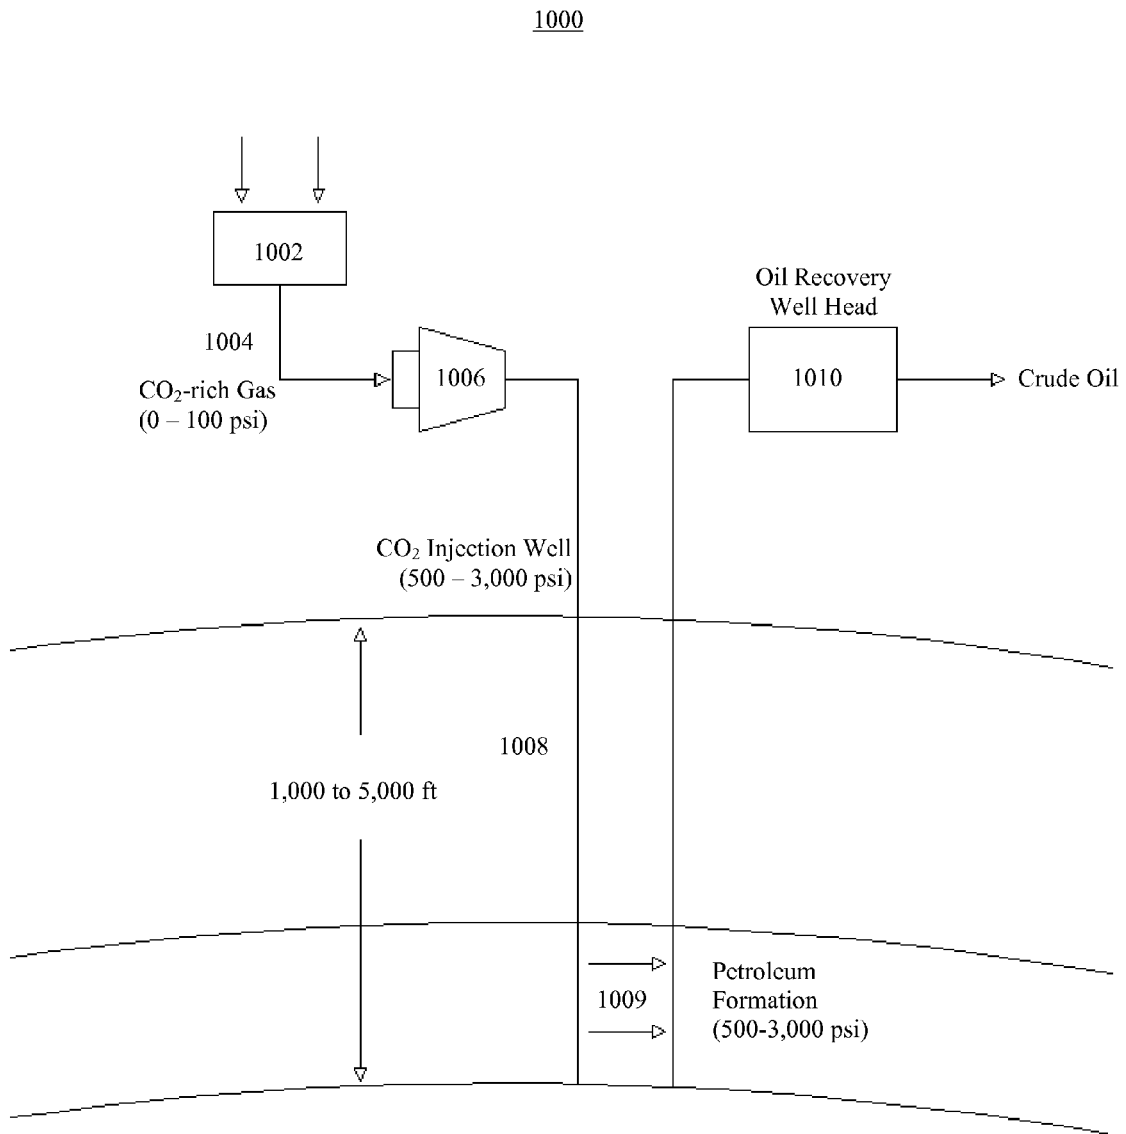 1000
1002
Oil Recovery
Well Head
1004
1006
1010
Crude Oil
CO₂-rich Gas
(0 – 100 psi)
CO₂ Injection Well
(500 – 3,000 psi)
1008
1,000 to 5,000 ft
Petroleum
1009
Formation
(500-3,000 psi)